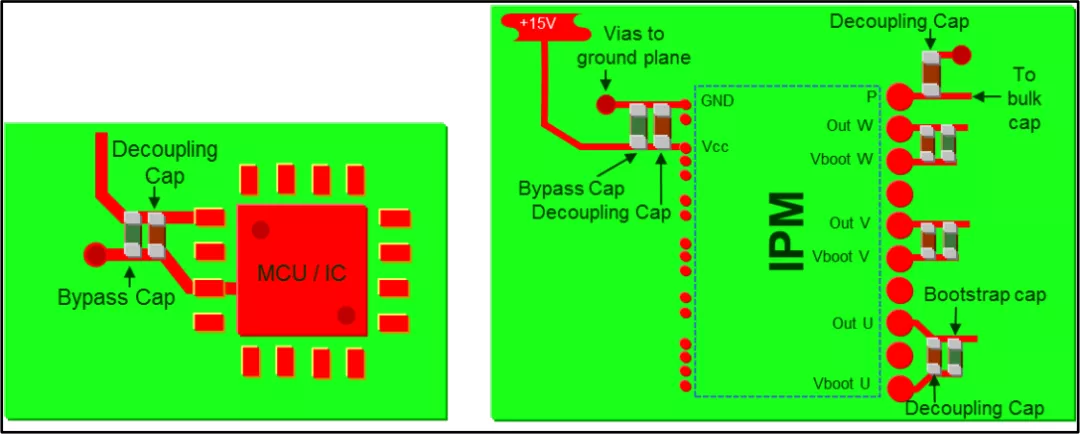 Decoupling
Cap
MCU / IC
Bypass Cap
+15V
Vias to
ground plane
GND
Vcc
Bypass Cap
Decoupling Cap
IPM
Decoupling Cap
P
To
bulk
cap
Out W
Vboot W
Out V
Vboot V
Bootstrap cap
Out U
Vboot U
Decoupling Cap